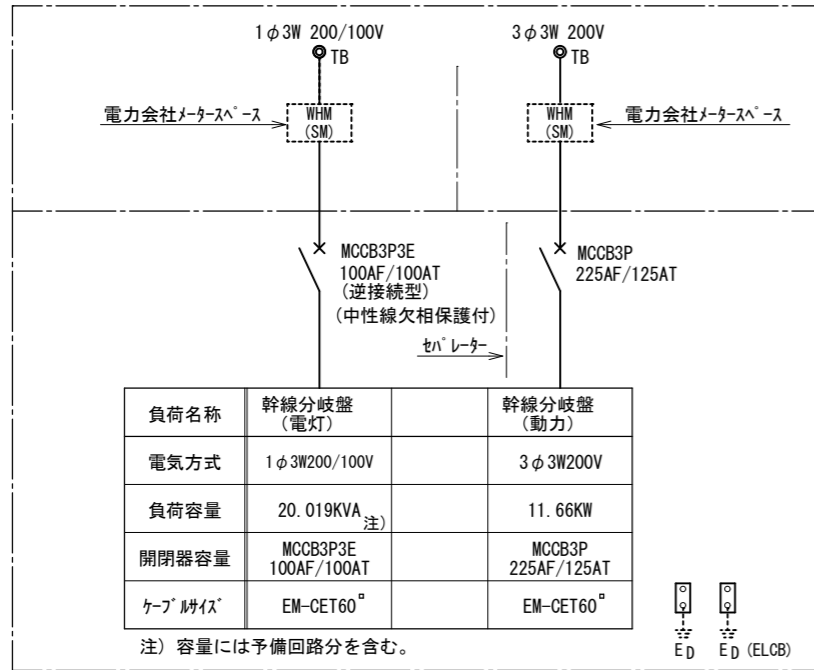 1φ3W 200/100V
TB
3φ3W 200V
TB
電力会社ﾒｰﾀｰｽﾍﾟｰｽ
WHM
(SM)
WHM
(SM)
電力会社ﾒｰﾀｰｽﾍﾟｰｽ
MCCB3P3E
100AF/100AT
(逆接続型)
(中性線欠相保護付)
MCCB3P
225AF/125AT
ｾﾊﾟﾚｰﾀｰ
負荷名称 幹線分岐盤(電灯) 幹線分岐盤(動力)
電気方式 1φ3W200/100V 3φ3W200V
負荷容量 20.019KVA 注) 11.66KW
開閉器容量 MCCB3P3E 100AF/100AT MCCB3P 225AF/125AT
ｹｰﾌﾞﾙｻｲｽﾞ EM-CET60□ EM-CET60□
注) 容量には予備回路分を含む。
ED ED (ELCB)